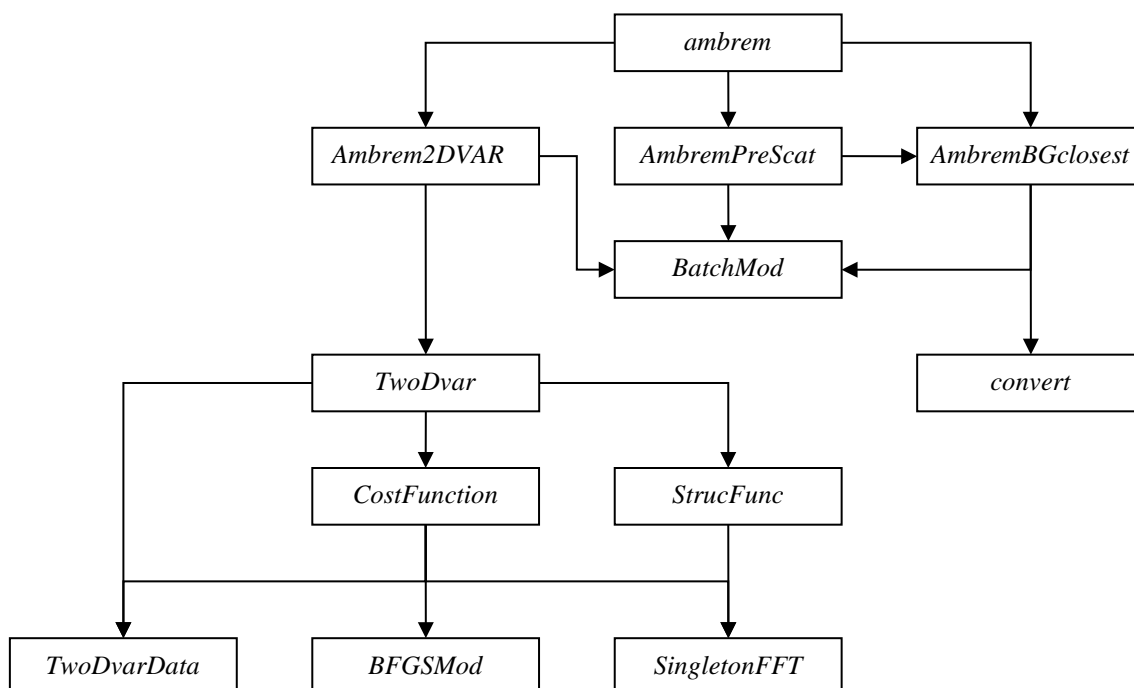 ambrem
Ambrem2DVAR
AmbremPreScat
AmbremBGclosest
BatchMod
TwoDvar
convert
CostFunction
StrucFunc
TwoDvarData
BFGSMod
SingletonFFT